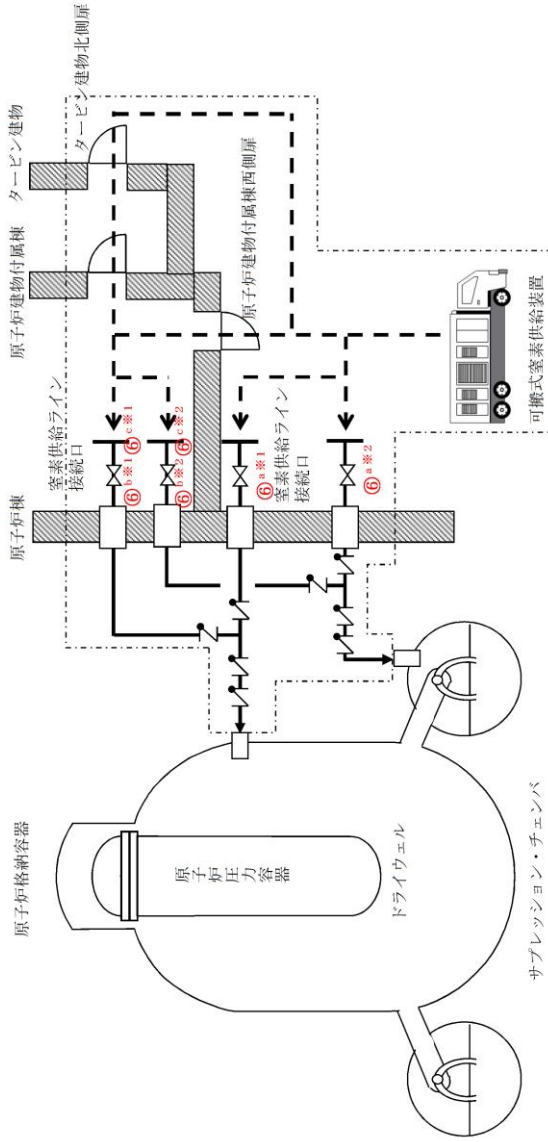 原子炉格納容器
原子炉圧力容器
ドライウェル
サプレッション・チェンバ
原子炉棟
原子炉建物付属棟
タービン建物
タービン建物北側扉
原子炉建物付属棟西側扉
窒素供給ライン
接続口
⑥b※1 ⑥c※1
⑥b※2 ⑥c※2
窒素供給ライン
接続口
⑥a※1
⑥a※2
可搬式窒素供給装置